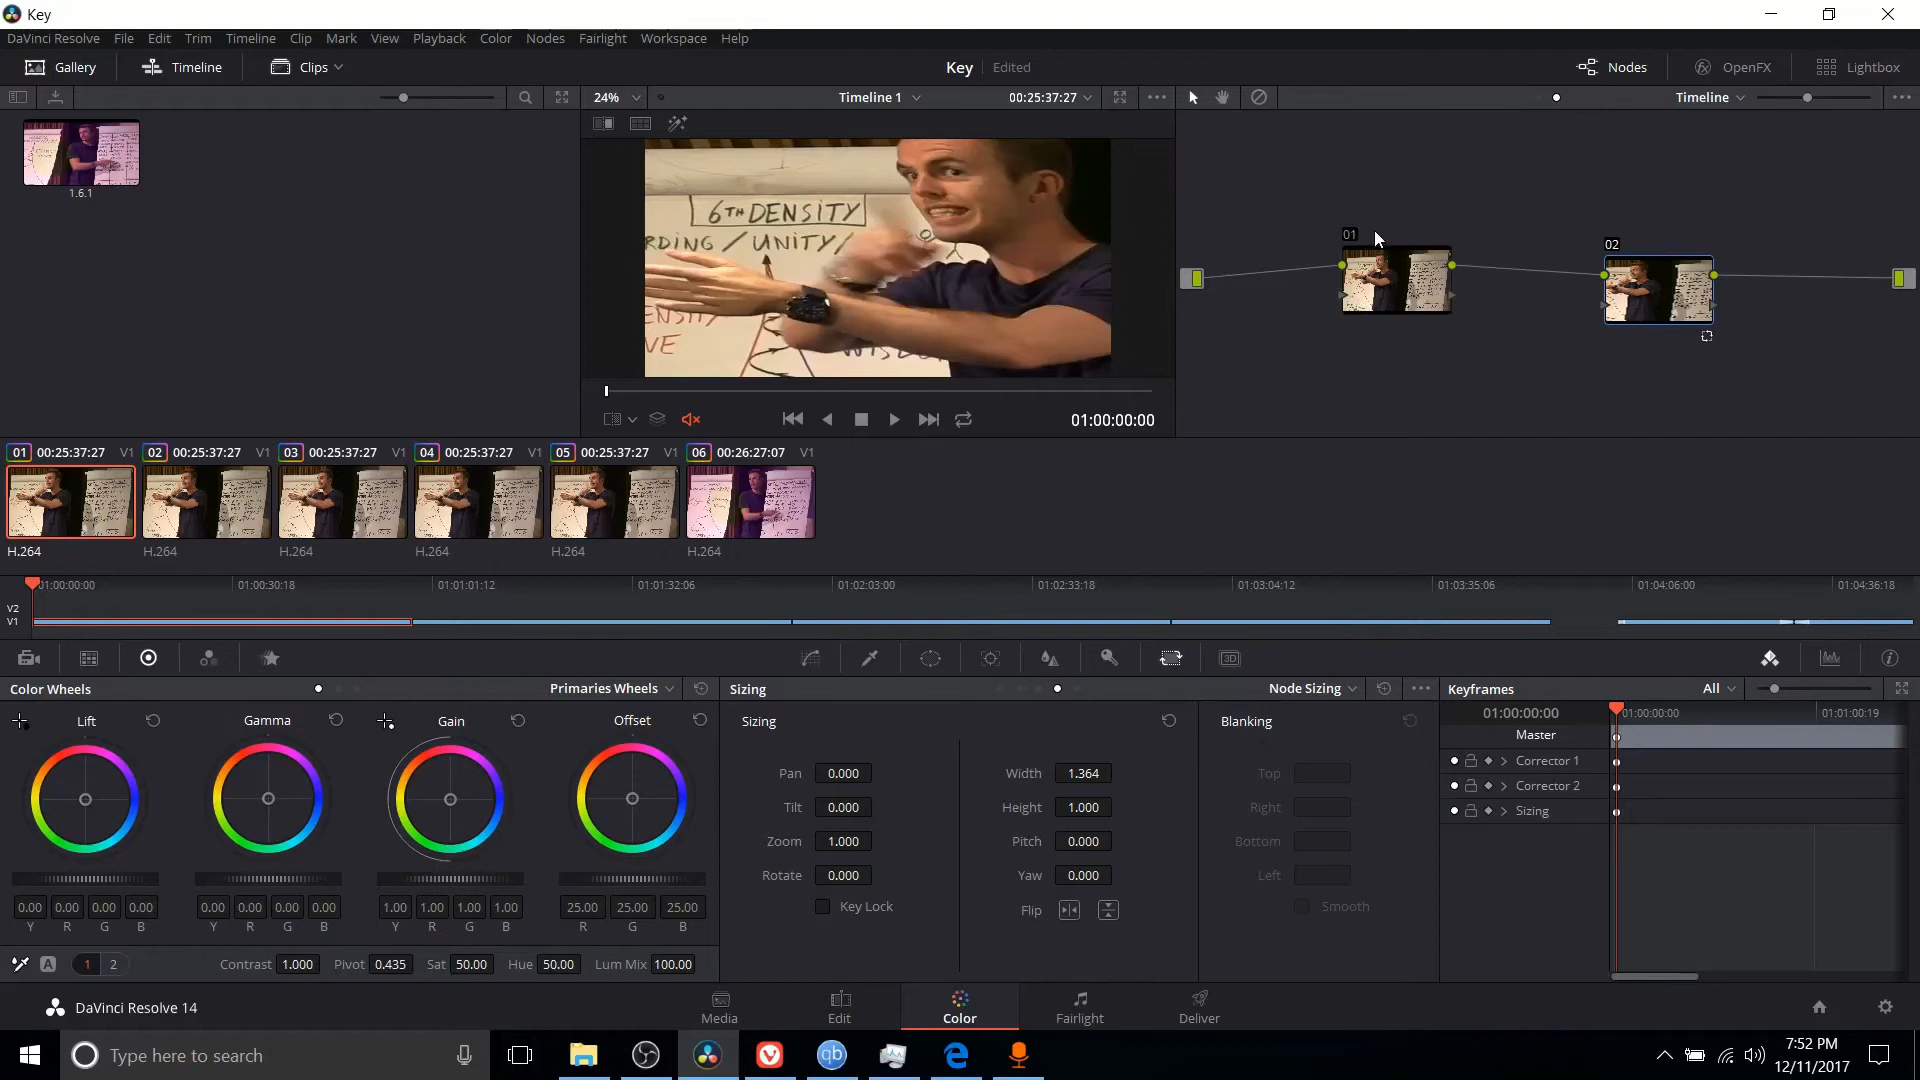 Key
DaVinci Resolve File Edit Trim Timeline Clip Mark View Playback Color Nodes Fairlight Workspace Help
Gallery Timeline Clips Key Edited Nodes OpenFX Lightbox
24% Timeline 1 00:25:37:27 Timeline
1.6.1
6TH DENSITY
RDING / UNITY /
01
02
01:00:00:00
01 00:25:37:27 V1 02 00:25:37:27 V1 03 00:25:37:27 V1 04 00:25:37:27 V1 05 00:25:37:27 V1 06 00:26:27:07 V1
H.264 H.264 H.264 H.264 H.264 H.264
01:00:00:00 01:00:30:18 01:01:01:12 01:01:32:06 01:02:03:00 01:02:33:18 01:03:04:12 01:03:35:06 01:04:06:00 01:04:36:18
V2
V1
3D
Color Wheels Primaries Wheels Sizing Node Sizing Keyframes All
Lift Gamma Gain Offset Sizing Blanking 01:00:00:00 01:00:00:00 01:01:00:19
Master
Pan 0.000 Width 1.364 Top Corrector 1
Tilt 0.000 Height 1.000 Right Corrector 2
Sizing
Zoom 1.000 Pitch 0.000 Bottom
Rotate 0.000 Yaw 0.000 Left
Key Lock Flip Smooth
0.00 0.00 0.00 0.00 0.00 0.00 0.00 0.00 1.00 1.00 1.00 1.00 25.00 25.00 25.00
Y R G B Y R G B Y R G B R G B
A 1 2 Contrast 1.000 Pivot 0.435 Sat 50.00 Hue 50.00 Lum Mix 100.00
DaVinci Resolve 14 Media Edit Color Fairlight Deliver
Type here to search qb 7:52 PM
12/11/2017